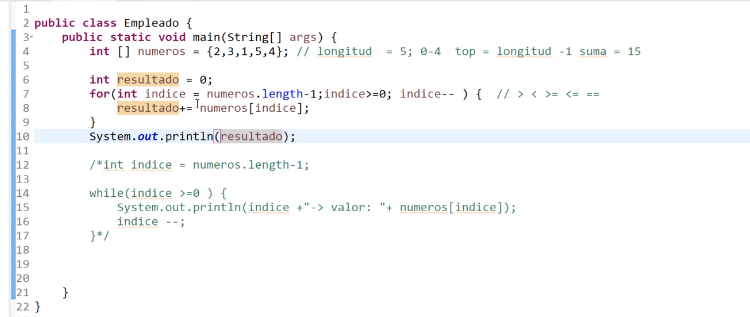 1
2 public class Empleado {
3 public static void main(String[] args) {
4 int [] numeros = {2,3,1,5,4}; // longitud = 5; 0-4 top = longitud -1 suma = 15
5
6 int resultado = 0;
7 for(int indice = numeros.length-1;indice>=0; indice-- ) { // > < >= <= ==
8 resultado+= numeros[indice];
9 }
10 System.out.println(resultado);
11
12 /*int indice = numeros.length-1;
13
14 while(indice >=0 ) {
15 System.out.println(indice +"-> valor: "+ numeros[indice]);
16 indice --;
17 }*/
18
19
20
21 }
22 }